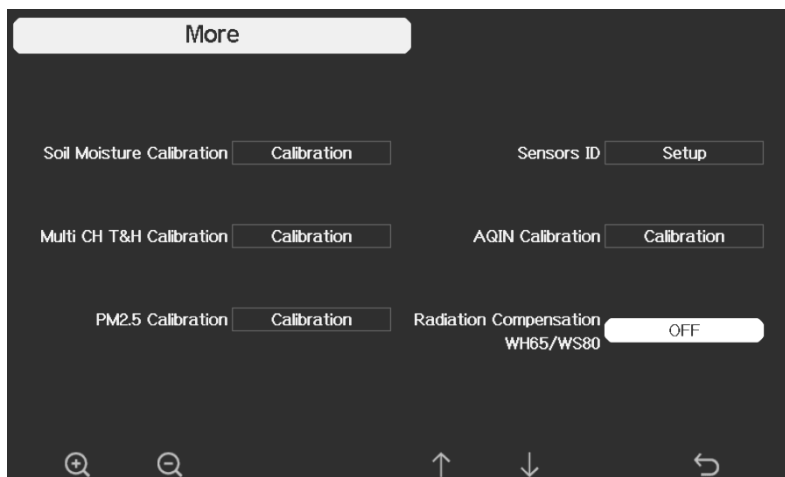 More
Soil Moisture Calibration Calibration Sensors ID Setup
Multi CH T&H Calibration Calibration AQIN Calibration Calibration
PM2.5 Calibration Calibration Radiation Compensation WH65/WS80 OFF